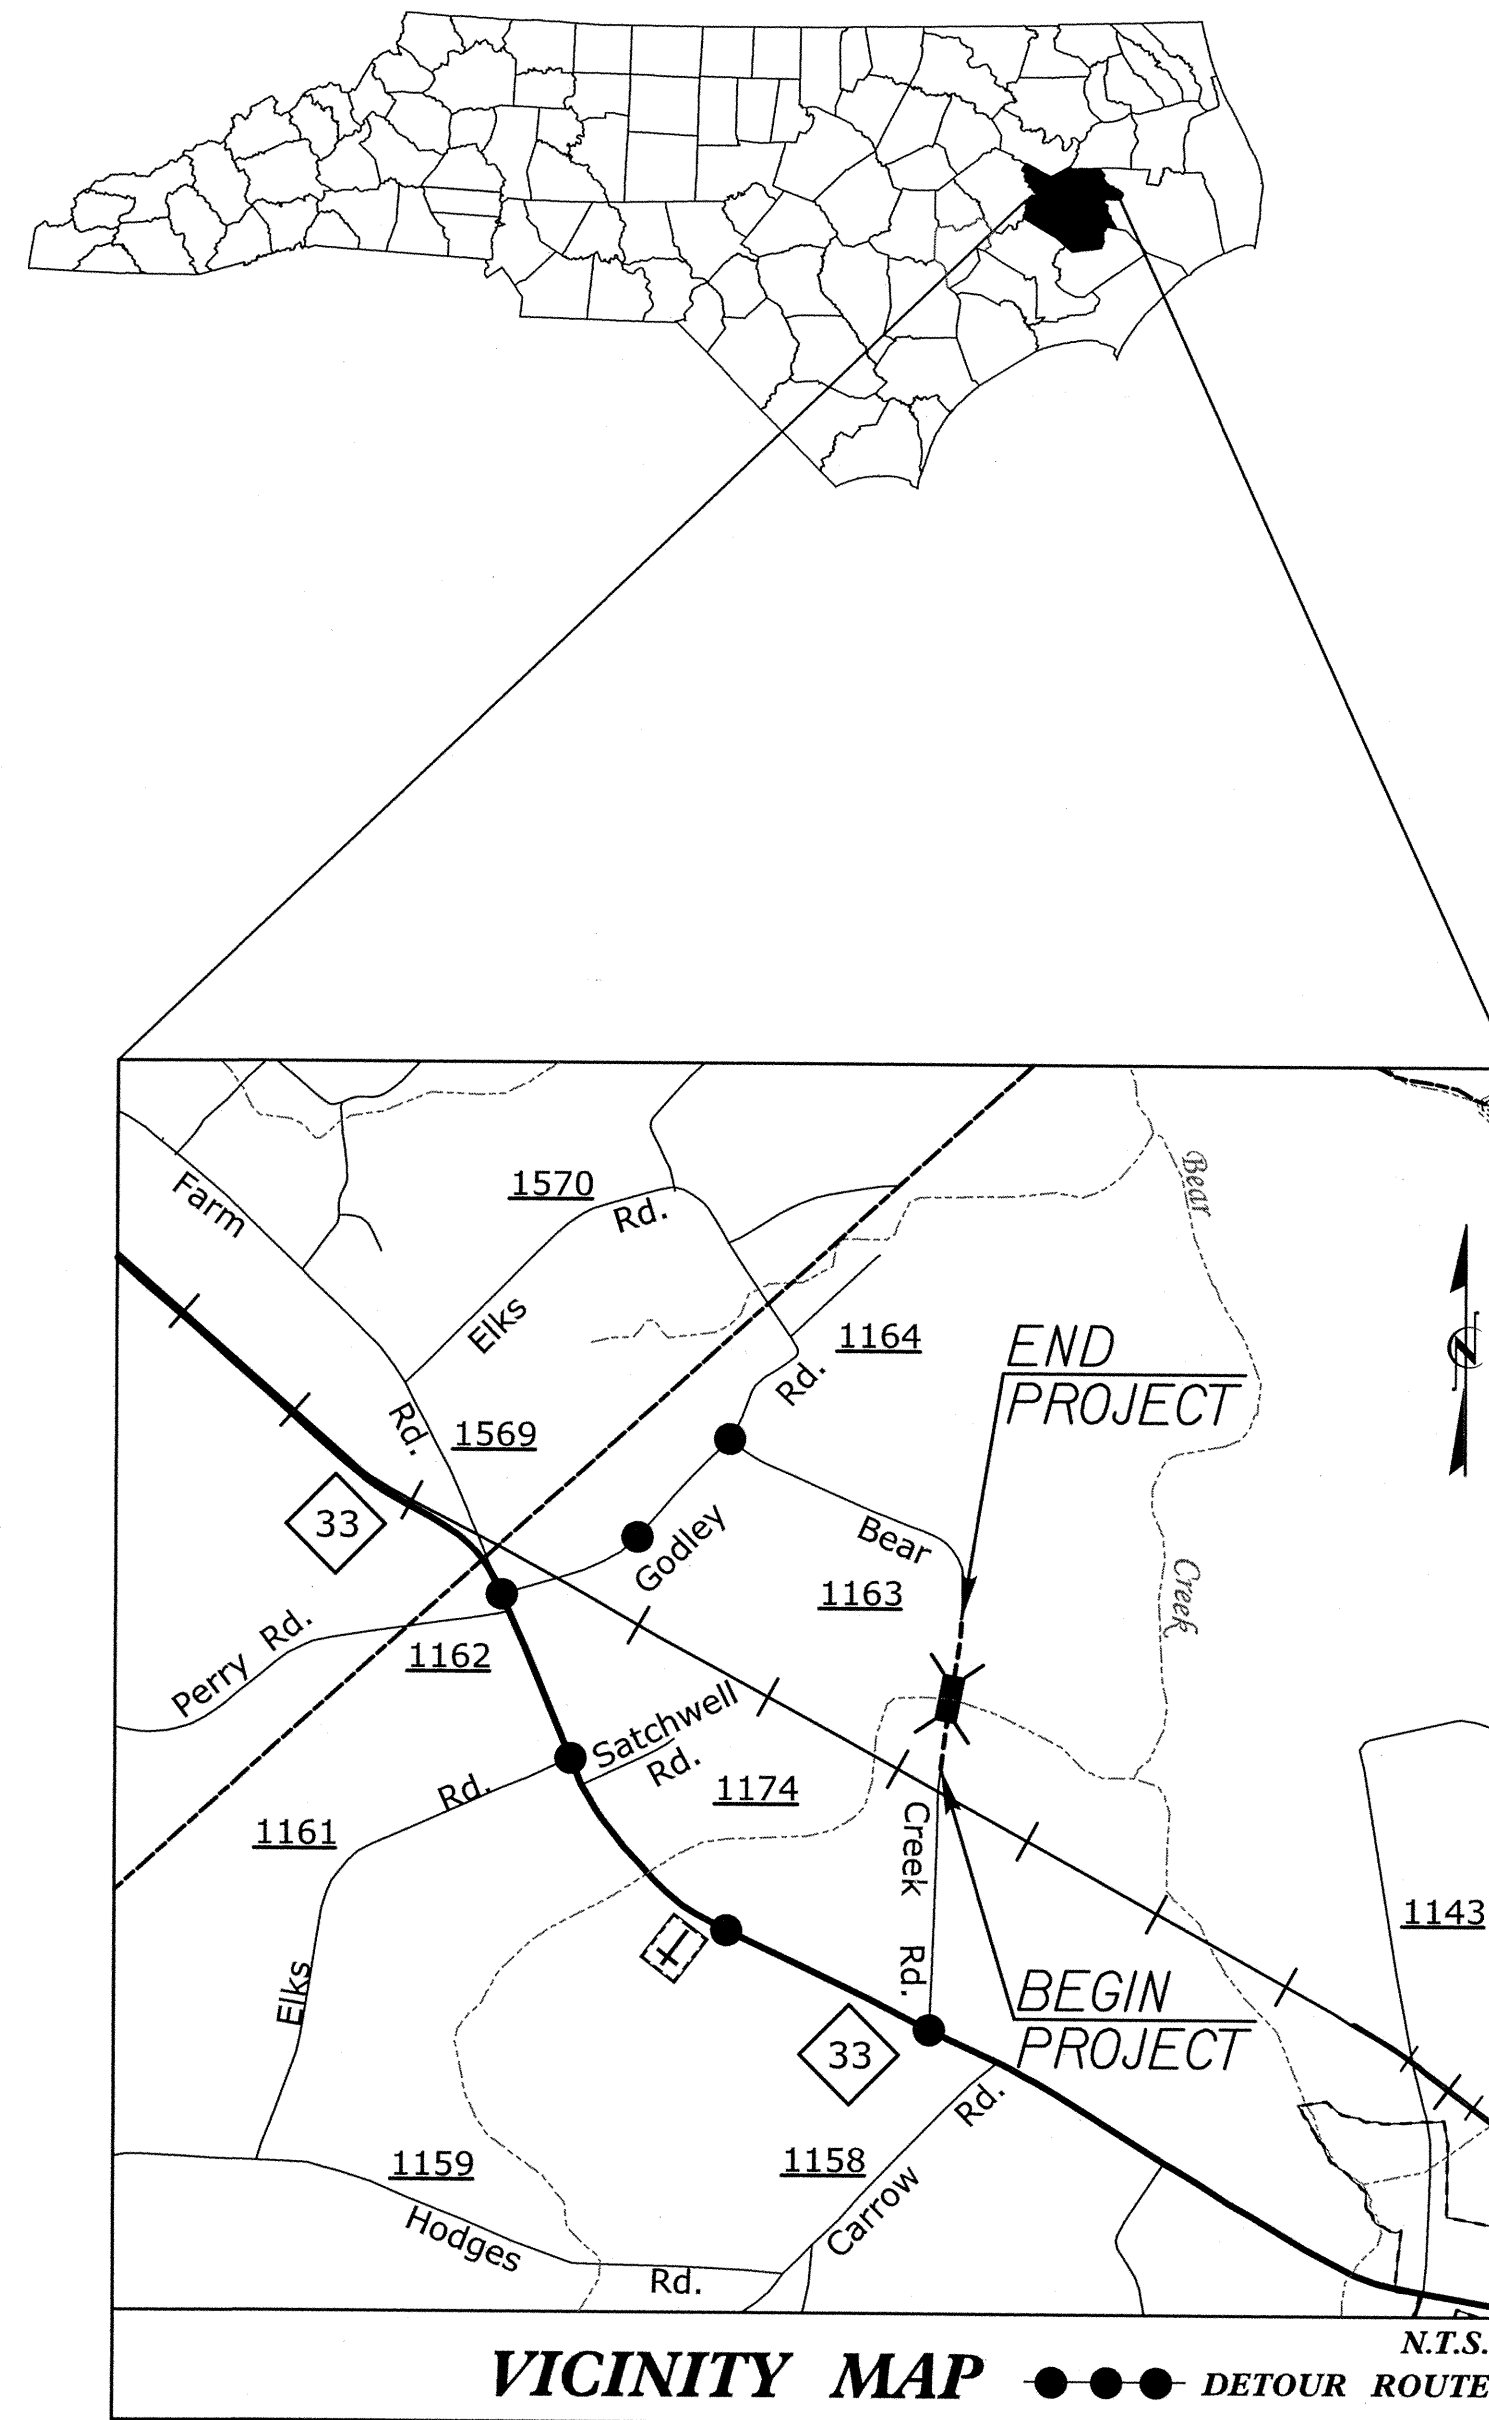 Bear
1570
Farm
Rd.
Elks
1164
END
PROJECT
Rd.
Rd.
1569
33
Godley
Bear
N
Creek
1163
Perry Rd.
1162
Satchwell
Rd.
Rd.
1174
1161
Creek
1143
Rd.
Elks
BEGIN
PROJECT
33
Rd.
1159
1158
Hodges
Carrow
Rd.
N.T.S.
VICINITY MAP
DETOUR ROUTE